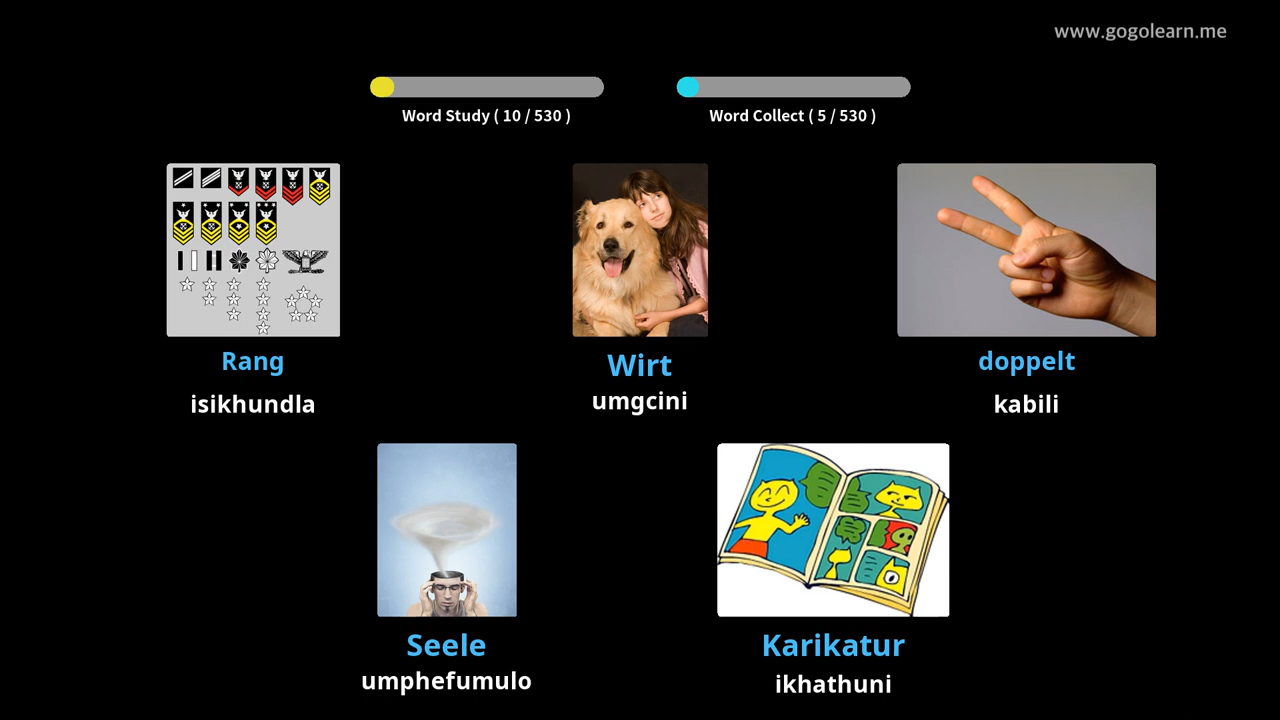 www.gogolearn.me
Word Study ( 10 / 530 )
Word Collect ( 5 / 530 )
Rang
isikhundla
Wirt
umgcini
doppelt
kabili
Seele
umphefumulo
Karikatur
ikhathuni